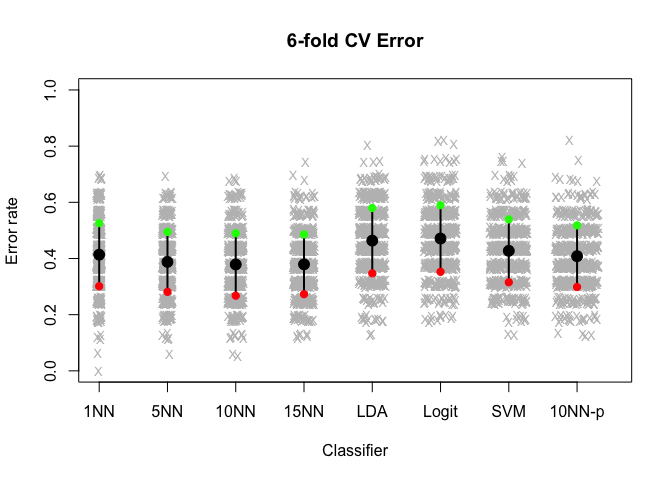 6-fold CV Error
Error rate
1.0
0.8
0.6
0.4
0.2
0.0
1NN 5NN 10NN 15NN LDA Logit SVM 10NN-p
Classifier